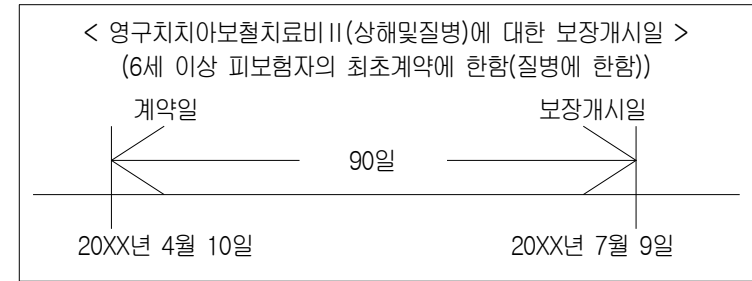 < 영구치치아보철치료비Ⅱ(상해및질병)에 대한 보장개시일 >
(6세 이상 피보험자의 최초계약에 한함(질병에 한함))
계약일 보장개시일
90일
20XX년 4월 10일 20XX년 7월 9일